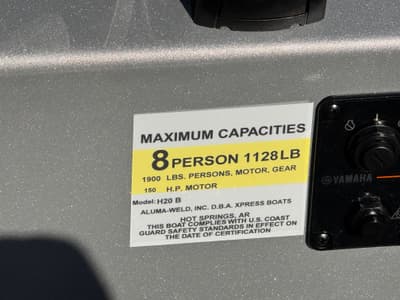 MAXIMUM CAPACITIES
8 PERSON 1128 LB
1900 LBS. PERSONS, MOTOR, GEAR
150 H.P. MOTOR
Model: H20 B
ALUMA-WELD, INC. D.B.A. XPRESS BOATS
HOT SPRINGS, AR
THIS BOAT COMPLIES WITH U.S. COAST
GUARD SAFETY STANDARDS IN EFFECT ON
THE DATE OF CERTIFICATION
YAMAHA